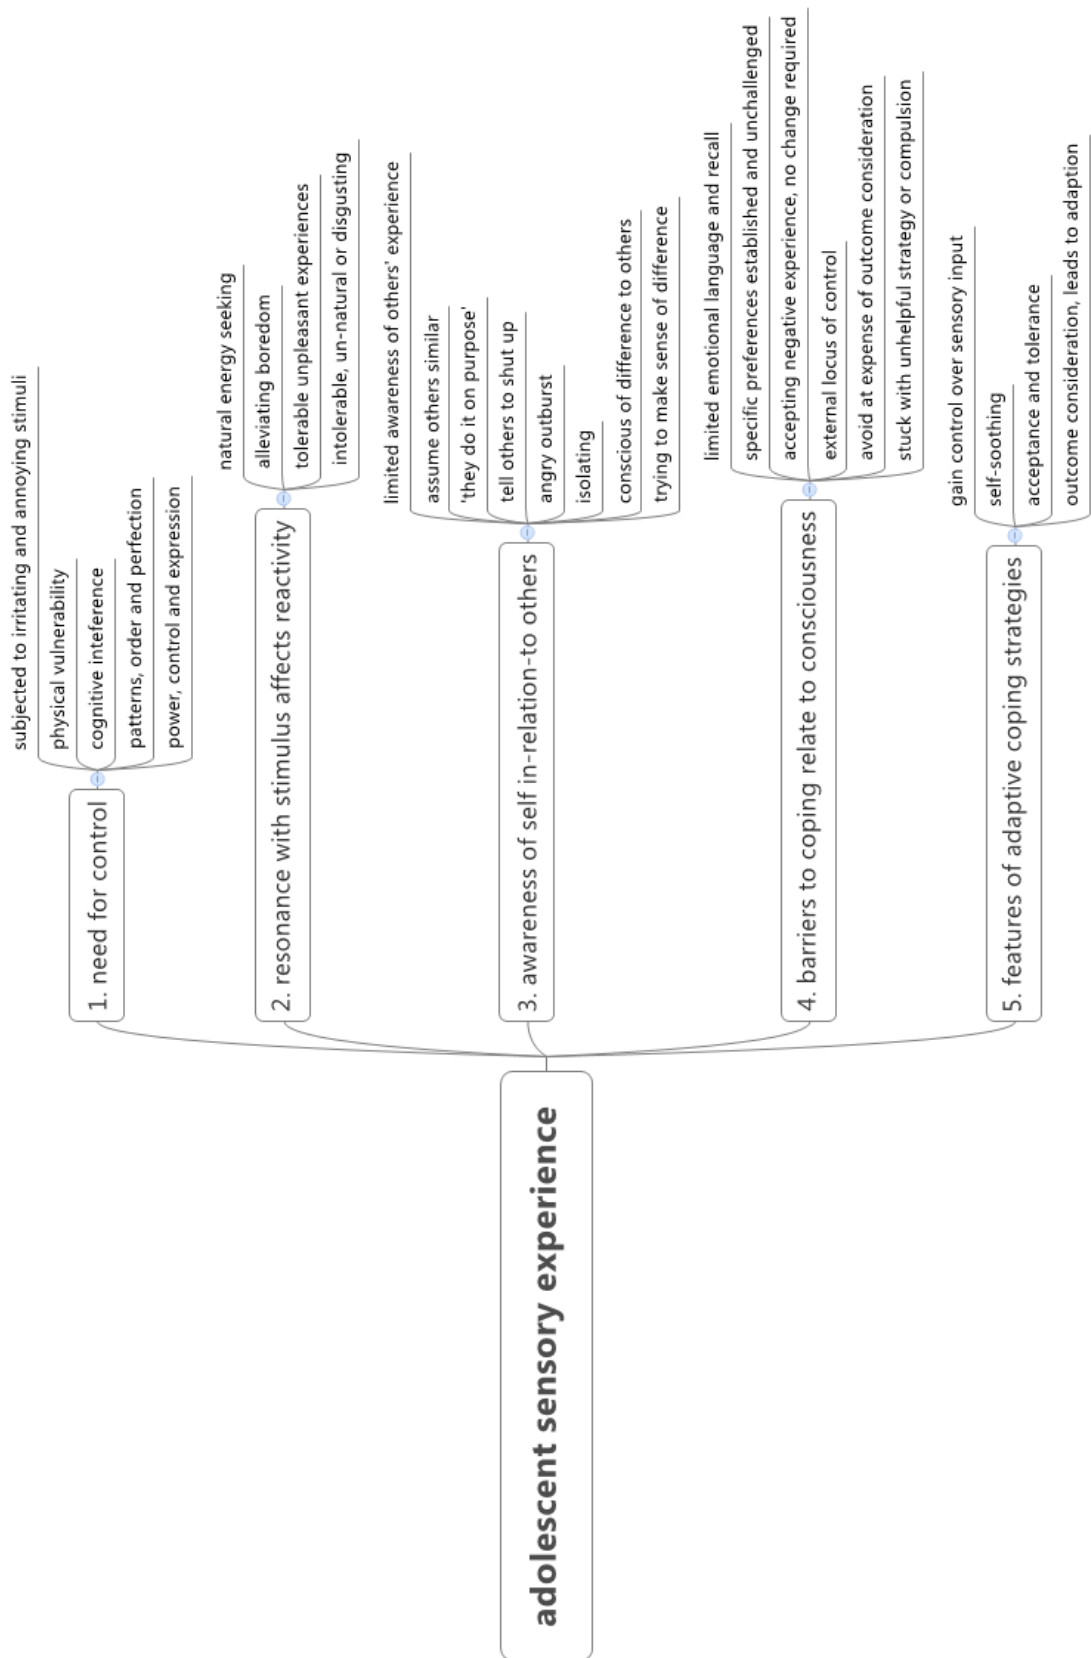 adolescent sensory experience
1. need for control
subjected to irritating and annoying stimuli
physical vulnerability
cognitive inteference
patterns, order and perfection
power, control and expression
2. resonance with stimulus affects reactivity
natural energy seeking
alleviating boredom
tolerable unpleasant experiences
intolerable, un-natural or disgusting
3. awareness of self in-relation-to others
limited awareness of others' experience
assume others similar
'they do it on purpose'
tell others to shut up
angry outburst
isolating
conscious of difference to others
trying to make sense of difference
4. barriers to coping relate to consciousness
limited emotional language and recall
specific preferences established and unchallenged
accepting negative experience, no change required
external locus of control
avoid at expense of outcome consideration
stuck with unhelpful strategy or compulsion
5. features of adaptive coping strategies
gain control over sensory input
self-soothing
acceptance and tolerance
outcome consideration, leads to adaption